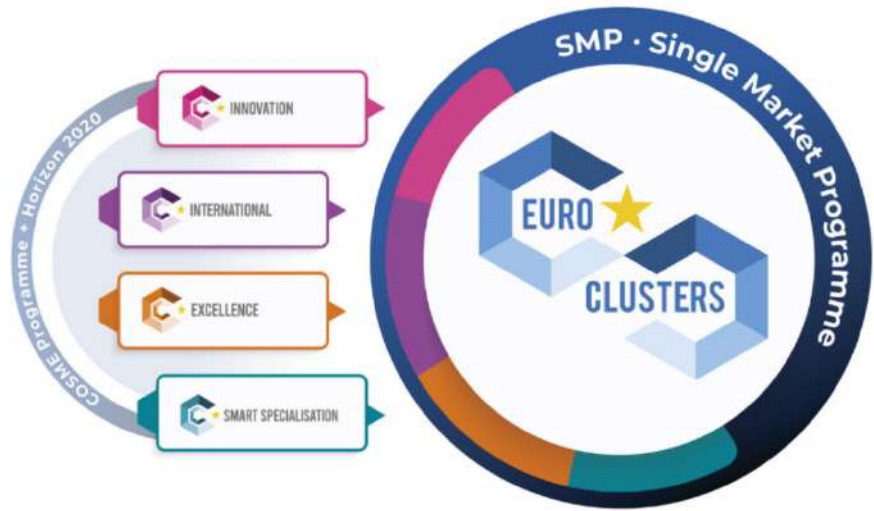 COSME Programme + Horizon 2020
INNOVATION
INTERNATIONAL
EXCELLENCE
SMART SPECIALISATION
SMP · Single Market Programme
EURO
CLUSTERS